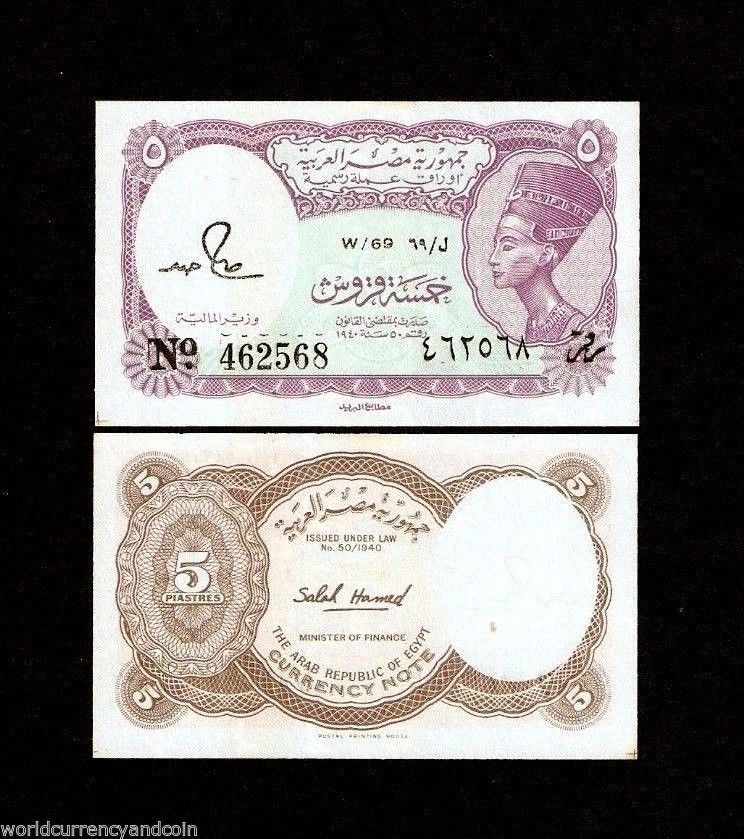 ٥
٥
جمهورية مصر العربية
أوراق عملة رسمية
W/69 ٦٩/ل
خمسة قروش
وزير المالية
صدرت بمقتضى القانون
رقم ٥٠ سنة ١٩٤٠
Nº 462568 ٤٦٢٥٦٨
مطابع البريد
5
5
جمهورية مصر العربية
ISSUED UNDER LAW
No. 50/1940
5
PIASTRES
Salah Hamed
MINISTER OF FINANCE
THE ARAB REPUBLIC OF EGYPT
CURRENCY NOTE
5
5
POSTAL PRINTING HOUSE
worldcurrencyandcoin